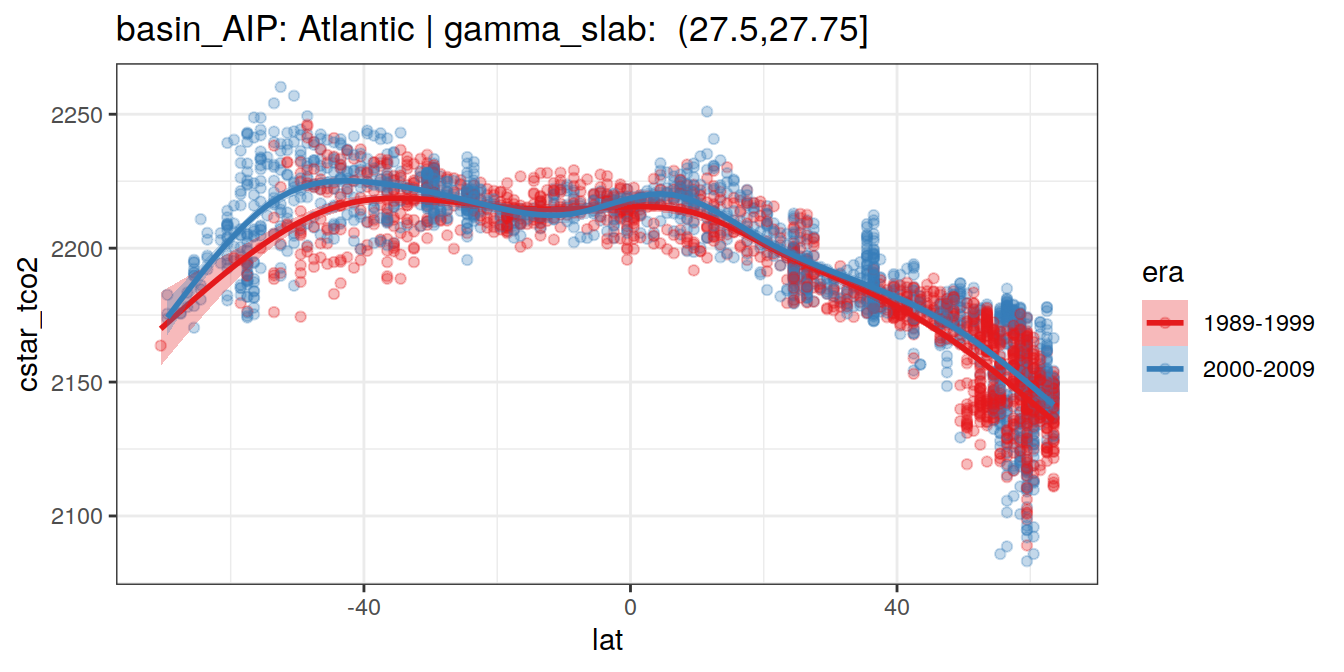 basin_AIP: Atlantic | gamma_slab:  (27.5,27.75]
2250
2200
2150
2100
cstar_tco2
-40
0
40
lat
era
1989-1999
2000-2009